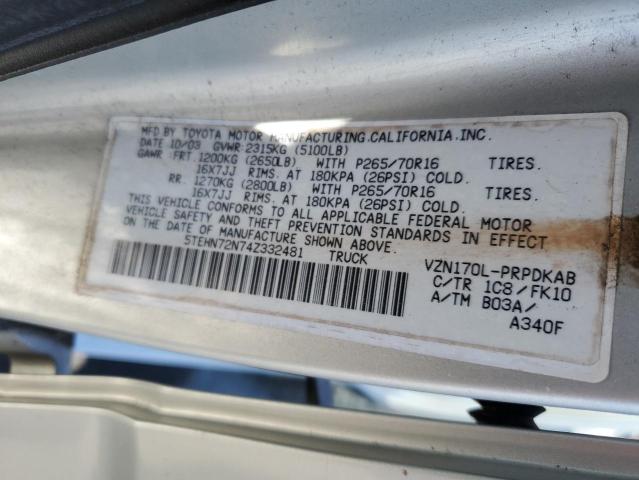 MFD.BY TOYOTA MOTOR MANUFACTURING.CALIFORNIA.INC.
DATE 10/03 GVWR:2315KG (5100LB)
GAWR: FRT. 1200KG (2650LB) WITH P265/70R16 TIRES.
16X7JJ RIMS. AT 180KPA (26PSI) COLD.
RR. 1270KG (2800LB) WITH P265/70R16 TIRES.
16X7JJ RIMS. AT 180KPA (26PSI) COLD.
THIS VEHICLE CONFORMS TO ALL APPLICABLE FEDERAL MOTOR
VEHICLE SAFETY AND THEFT PREVENTION STANDARDS IN EFFECT
ON THE DATE OF MANUFACTURE SHOWN ABOVE.
5TEHN72N74Z332481 TRUCK
VZN170L-PRPDKAB
C/TR 1C8/FK10
A/TM B03A/
A340F